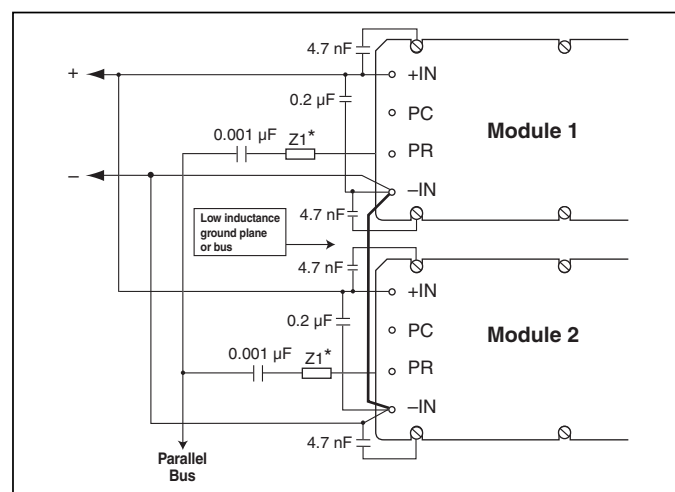 4.7 nF
+
+IN
0.2 µF
PC
Module 1
0.001 µF
Z1*
PR
–
–IN
4.7 nF
Low inductance
ground plane
or bus
4.7 nF
+IN
0.2 µF
PC
Module 2
0.001 µF
Z1*
PR
–IN
4.7 nF
Parallel
Bus